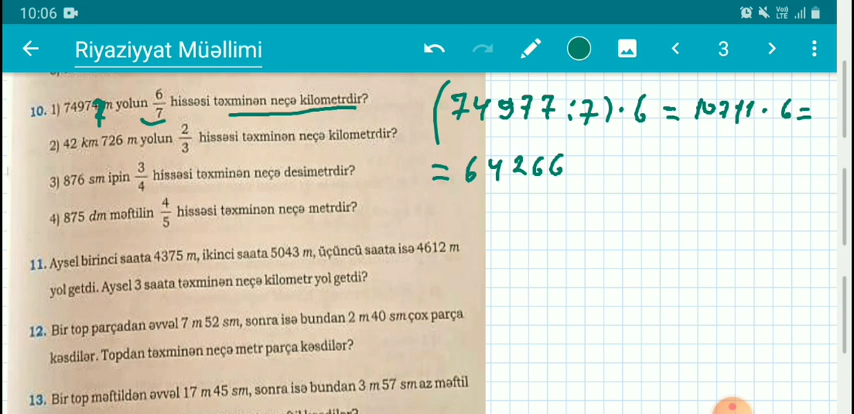 10:06
Vo))
LTE
Riyaziyyat Müəllimi
3
10. 1) 74977 m yolun 6/7 hissəsi təxminən neçə kilometrdir?
2) 42 km 726 m yolun 2/3 hissəsi təxminən neçə kilometrdir?
3) 876 sm ipin 3/4 hissəsi təxminən neçə desimetrdir?
4) 875 dm məftilin 4/5 hissəsi təxminən neçə metrdir?
11. Aysel birinci saata 4375 m, ikinci saata 5043 m, üçüncü saata isə 4612 m
yol getdi. Aysel 3 saata təxminən neçə kilometr yol getdi?
12. Bir top parçadan əvvəl 7 m 52 sm, sonra isə bundan 2 m 40 sm çox parça
kəsdilər. Topdan təxminən neçə metr parça kəsdilər?
13. Bir top məftildən əvvəl 17 m 45 sm, sonra isə bundan 3 m 57 sm az məftil
(74977:7)·6=10711·6=
=64266